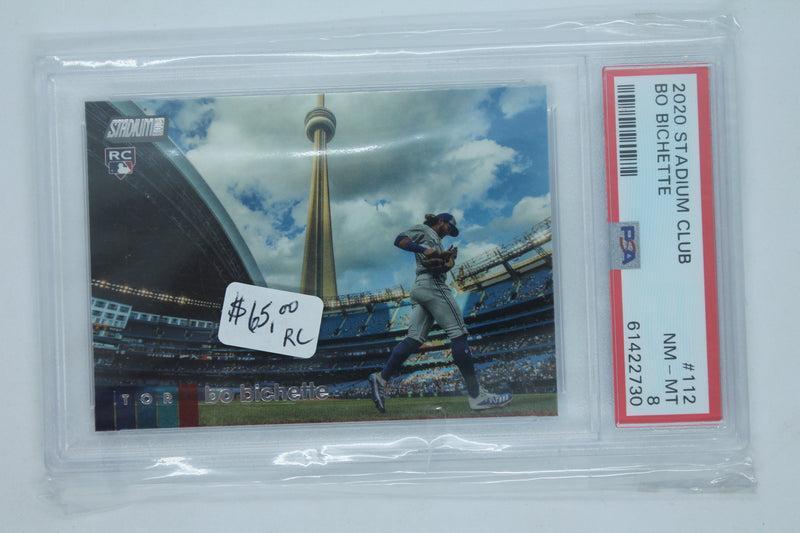 STADIUM
CLUB
RC
$65.00
RC
TOR
bo bichette
2020 STADIUM CLUB
BO BICHETTE
#112
NM - MT
8
PSA
61422730